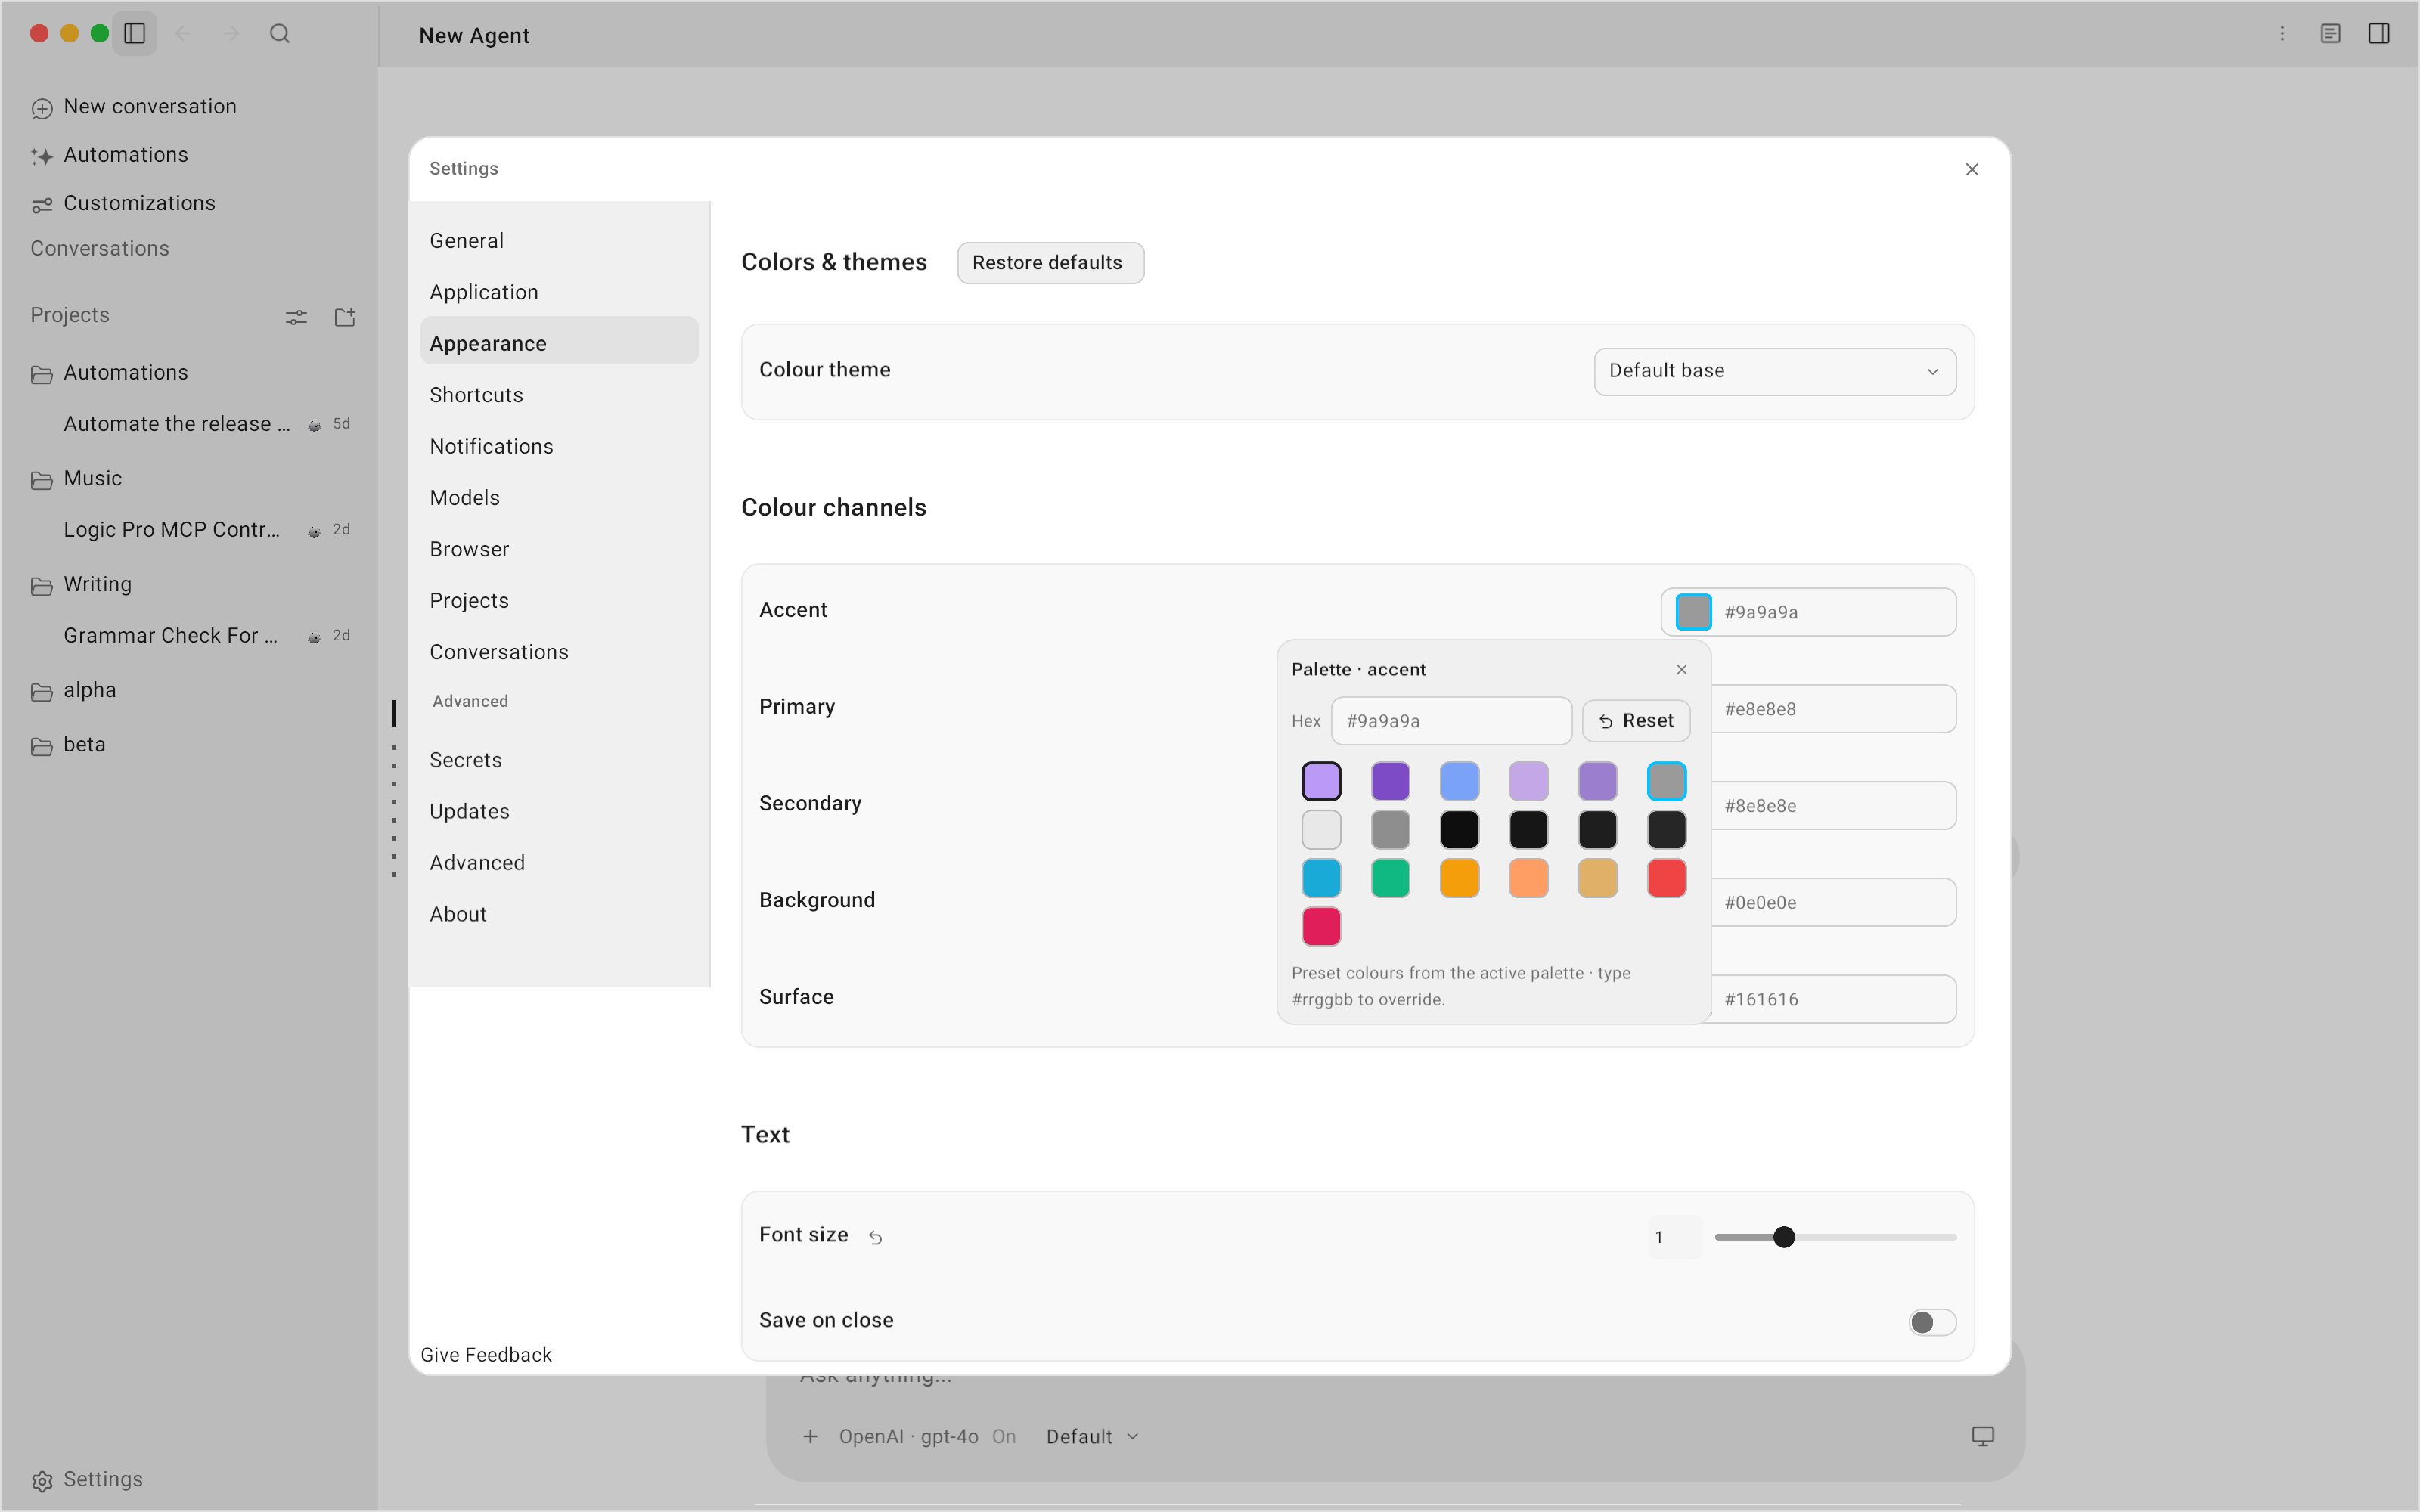 New Agent
New conversation
Automations
Customizations
Conversations
Projects
Automations
Automate the release ... 5d
Music
Logic Pro MCP Contr... 2d
Writing
Grammar Check For ... 2d
alpha
beta
Settings
Settings
General
Application
Appearance
Shortcuts
Notifications
Models
Browser
Projects
Conversations
Advanced
Secrets
Updates
Advanced
About
Give Feedback
Colors & themes
Restore defaults
Colour theme
Default base
Colour channels
Accent
#9a9a9a
Primary
#e8e8e8
Secondary
#8e8e8e
Background
#0e0e0e
Surface
#161616
Palette · accent
Hex
#9a9a9a
Reset
Preset colours from the active palette · type
#rrggbb to override.
Text
Font size
1
Save on close
Ask anything...
OpenAI · gpt-4o On Default